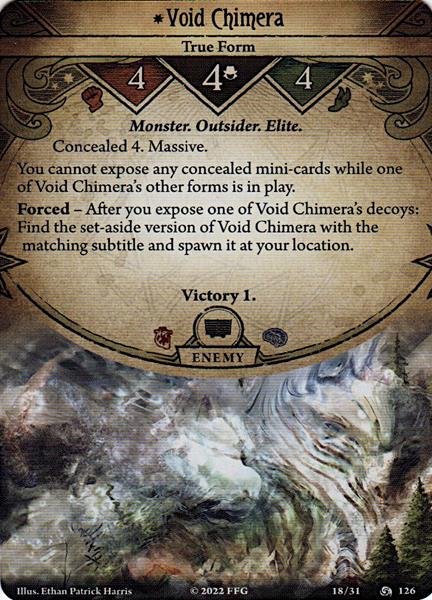 *Void Chimera
True Form
4 4 4
Monster. Outsider. Elite.
Concealed 4. Massive.
You cannot expose any concealed mini-cards while one
of Void Chimera's other forms is in play.
Forced – After you expose one of Void Chimera's decoys:
Find the set-aside version of Void Chimera with the
matching subtitle and spawn it at your location.
Victory 1.
ENEMY
Illus. Ethan Patrick Harris © 2022 FFG 18/31 126